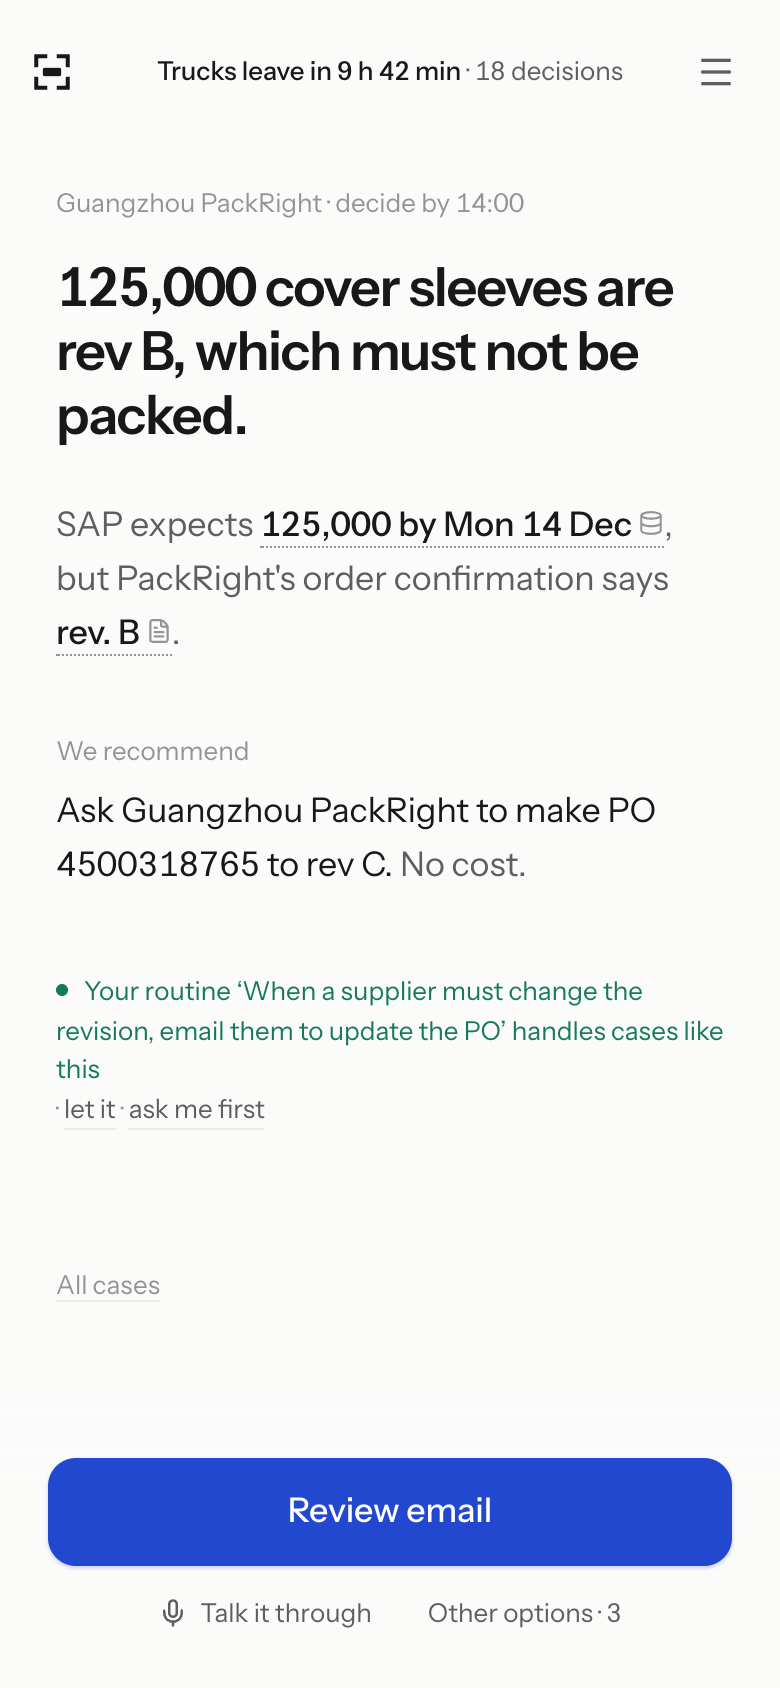 Trucks leave in 9 h 42 min · 18 decisions
Guangzhou PackRight · decide by 14:00
125,000 cover sleeves are
rev B, which must not be
packed.
SAP expects 125,000 by Mon 14 Dec,
but PackRight's order confirmation says
rev. B.
We recommend
Ask Guangzhou PackRight to make PO
4500318765 to rev C. No cost.
Your routine ‘When a supplier must change the
revision, email them to update the PO’ handles cases like
this
· let it · ask me first
All cases
Review email
Talk it through
Other options · 3